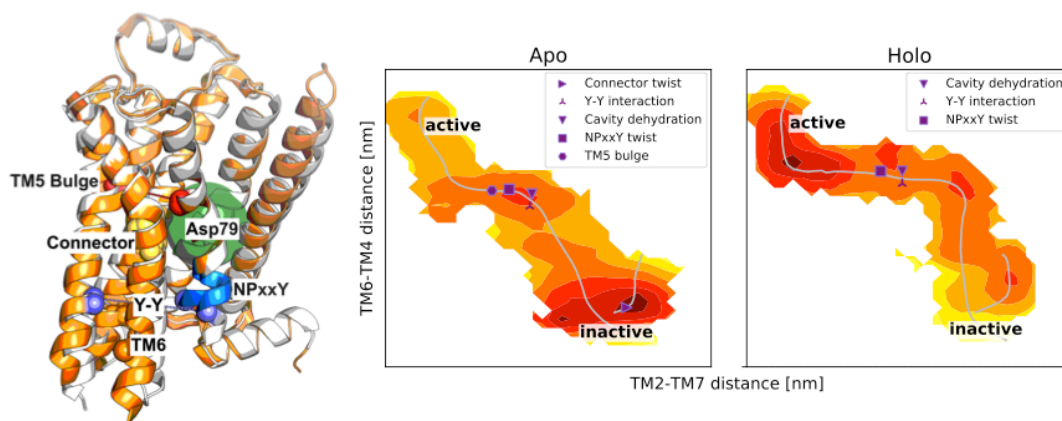 TM5 Bulge
Asp79
Connector
NPxxY
Y-Y
TM6
Apo
Connector twist
Y-Y interaction
Cavity dehydration
NPxxY twist
TM5 bulge
active
inactive
TM6-TM4 distance [nm]
Holo
Cavity dehydration
Y-Y interaction
NPxxY twist
active
inactive
TM2-TM7 distance [nm]